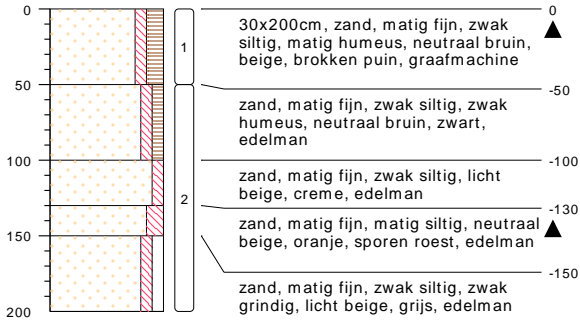 0
50
100
150
200
1
2
30x200cm, zand, matig fijn, zwak
siltig, matig humeus, neutraal bruin,
beige, brokken puin, graafmachine
zand, matig fijn, zwak siltig, zwak
humeus, neutraal bruin, zwart,
edelman
zand, matig fijn, zwak siltig, licht
beige, creme, edelman
zand, matig fijn, matig siltig, neutraal
beige, oranje, sporen roest, edelman
zand, matig fijn, zwak siltig, zwak
grindig, licht beige, grijs, edelman
0
-50
-100
-130
-150